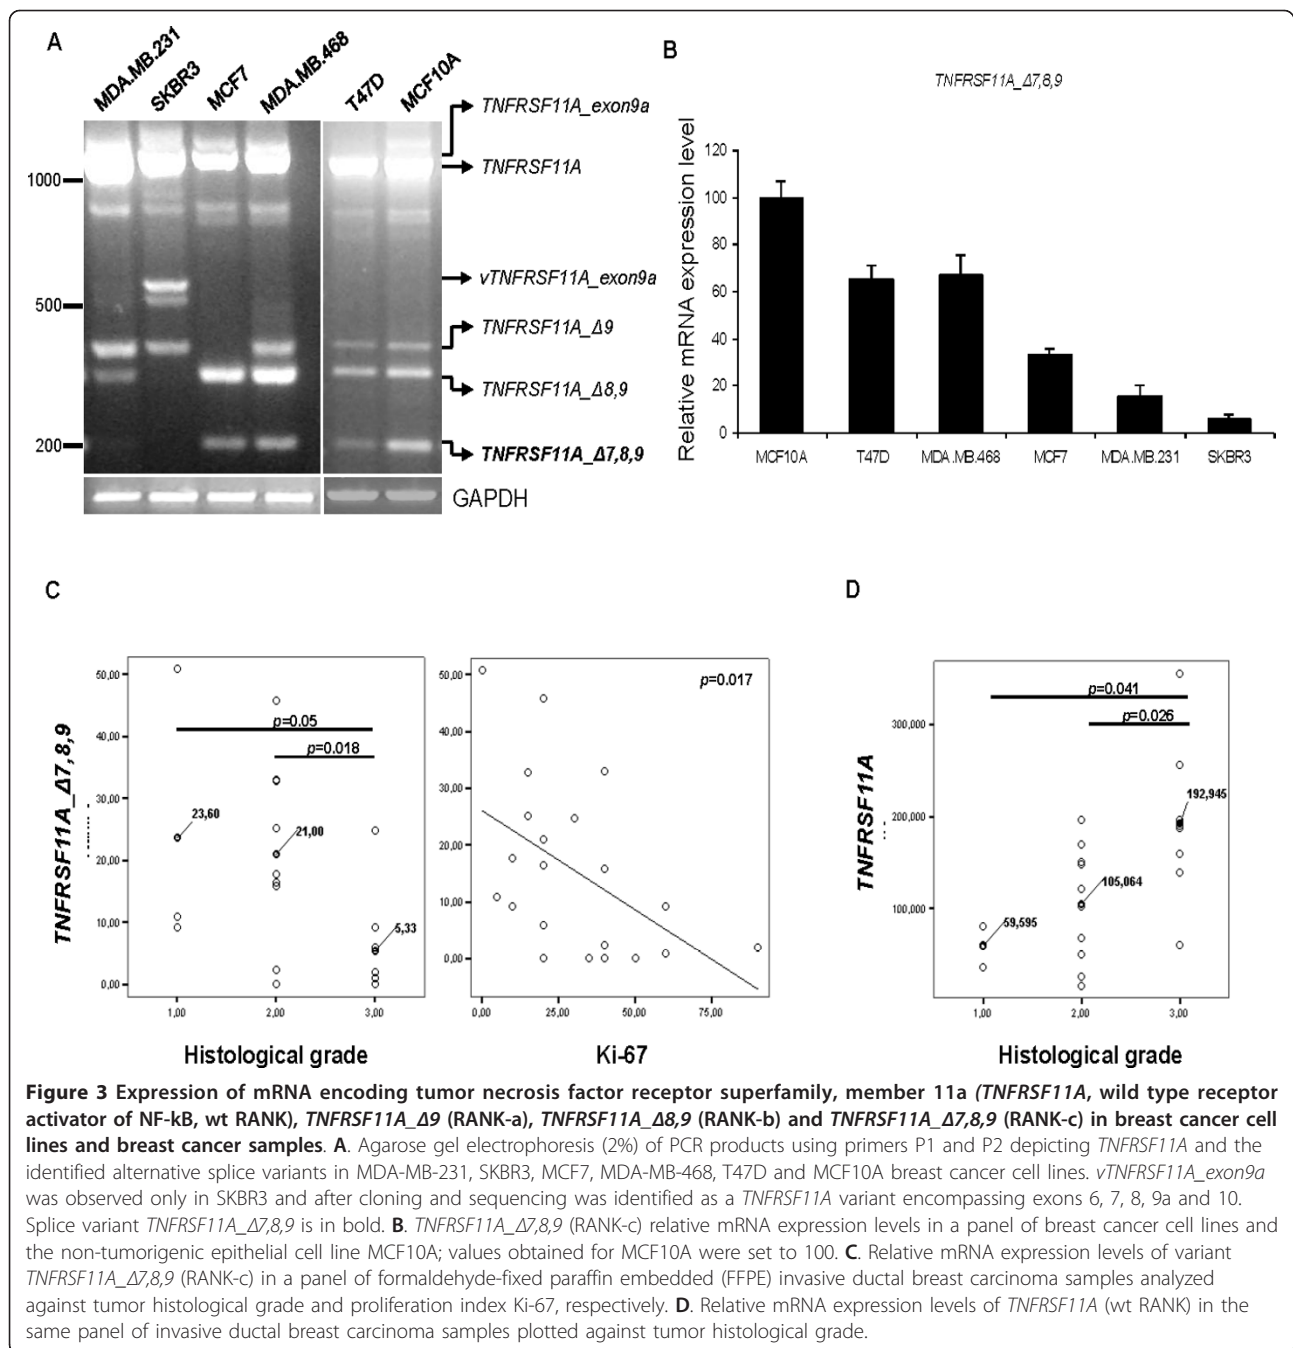 A
MDA.MB.231
SKBR3
MCF7
MDA.MB.468
T47D
MCF10A
1000
500
200
TNFRSF11A_exon9a
TNFRSF11A
vTNFRSF11A_exon9a
TNFRSF11A_Δ9
TNFRSF11A_Δ8,9
TNFRSF11A_Δ7,8,9
GAPDH
B
TNFRSF11A_Δ7,8,9
Relative mRNA expression level
120
100
80
60
40
20
0
MCF10A
T47D
MDA.MB.468
MCF7
MDA.MB.231
SKBR3
C
TNFRSF11A_Δ7,8,9
50,00
40,00
30,00
20,00
10,00
0,00
p=0.05
p=0.018
23,60
21,00
5,33
1,00
2,00
3,00
Histological grade
50,00
40,00
30,00
20,00
10,00
0,00
p=0.017
0,00
25,00
50,00
75,00
Ki-67
D
TNFRSF11A
300,000
200,000
100,000
p=0.041
p=0.026
192,945
105,064
59,595
1,00
2,00
3,00
Histological grade
Figure 3 Expression of mRNA encoding tumor necrosis factor receptor superfamily, member 11a (TNFRSF11A, wild type receptor
activator of NF-kB, wt RANK), TNFRSF11A_Δ9 (RANK-a), TNFRSF11A_Δ8,9 (RANK-b) and TNFRSF11A_Δ7,8,9 (RANK-c) in breast cancer cell
lines and breast cancer samples. A. Agarose gel electrophoresis (2%) of PCR products using primers P1 and P2 depicting TNFRSF11A and the
identified alternative splice variants in MDA-MB-231, SKBR3, MCF7, MDA-MB-468, T47D and MCF10A breast cancer cell lines. vTNFRSF11A_exon9a
was observed only in SKBR3 and after cloning and sequencing was identified as a TNFRSF11A variant encompassing exons 6, 7, 8, 9a and 10.
Splice variant TNFRSF11A_Δ7,8,9 is in bold. B. TNFRSF11A_Δ7,8,9 (RANK-c) relative mRNA expression levels in a panel of breast cancer cell lines and
the non-tumorigenic epithelial cell line MCF10A; values obtained for MCF10A were set to 100. C. Relative mRNA expression levels of variant
TNFRSF11A_Δ7,8,9 (RANK-c) in a panel of formaldehyde-fixed paraffin embedded (FFPE) invasive ductal breast carcinoma samples analyzed
against tumor histological grade and proliferation index Ki-67, respectively. D. Relative mRNA expression levels of TNFRSF11A (wt RANK) in the
same panel of invasive ductal breast carcinoma samples plotted against tumor histological grade.